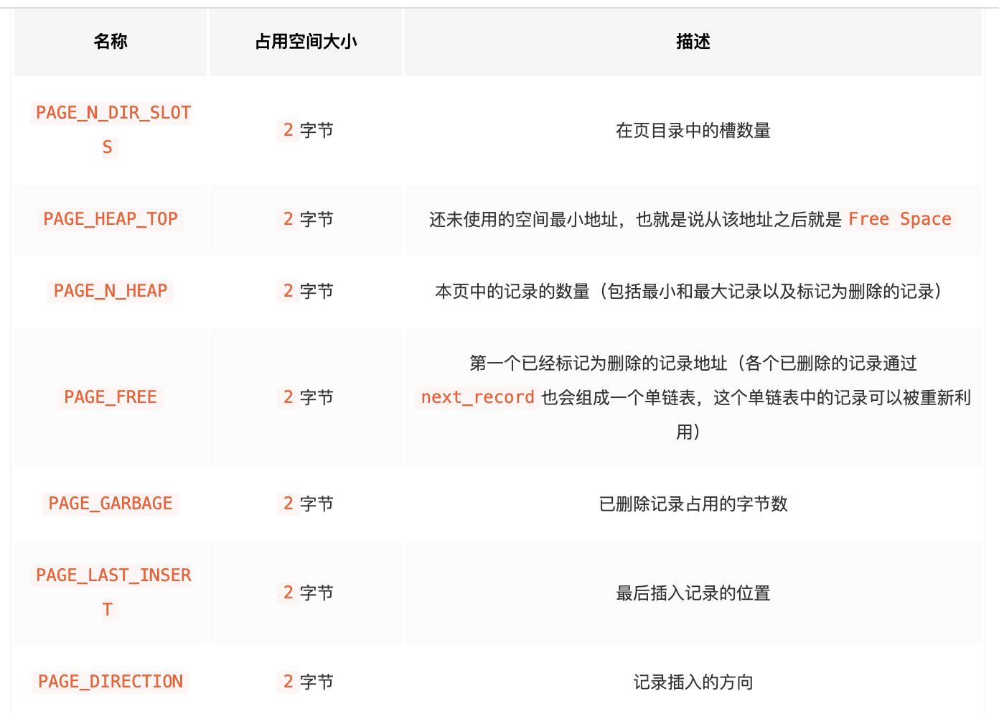 名称 占用空间大小 描述
PAGE_N_DIR_SLOT
S
2 字节
在页目录中的槽数量
PAGE_HEAP_TOP 2 字节 还未使用的空间最小地址，也就是说从该地址之后就是 Free Space
PAGE_N_HEAP 2 字节 本页中的记录的数量（包括最小和最大记录以及标记为删除的记录）
PAGE_FREE 2 字节
第一个已经标记为删除的记录地址（各个已删除的记录通过
next_record 也会组成一个单链表，这个单链表中的记录可以被重新利
用）
PAGE_GARBAGE 2 字节 已删除记录占用的字节数
PAGE_LAST_INSER
T
2 字节
最后插入记录的位置
PAGE_DIRECTION 2 字节 记录插入的方向